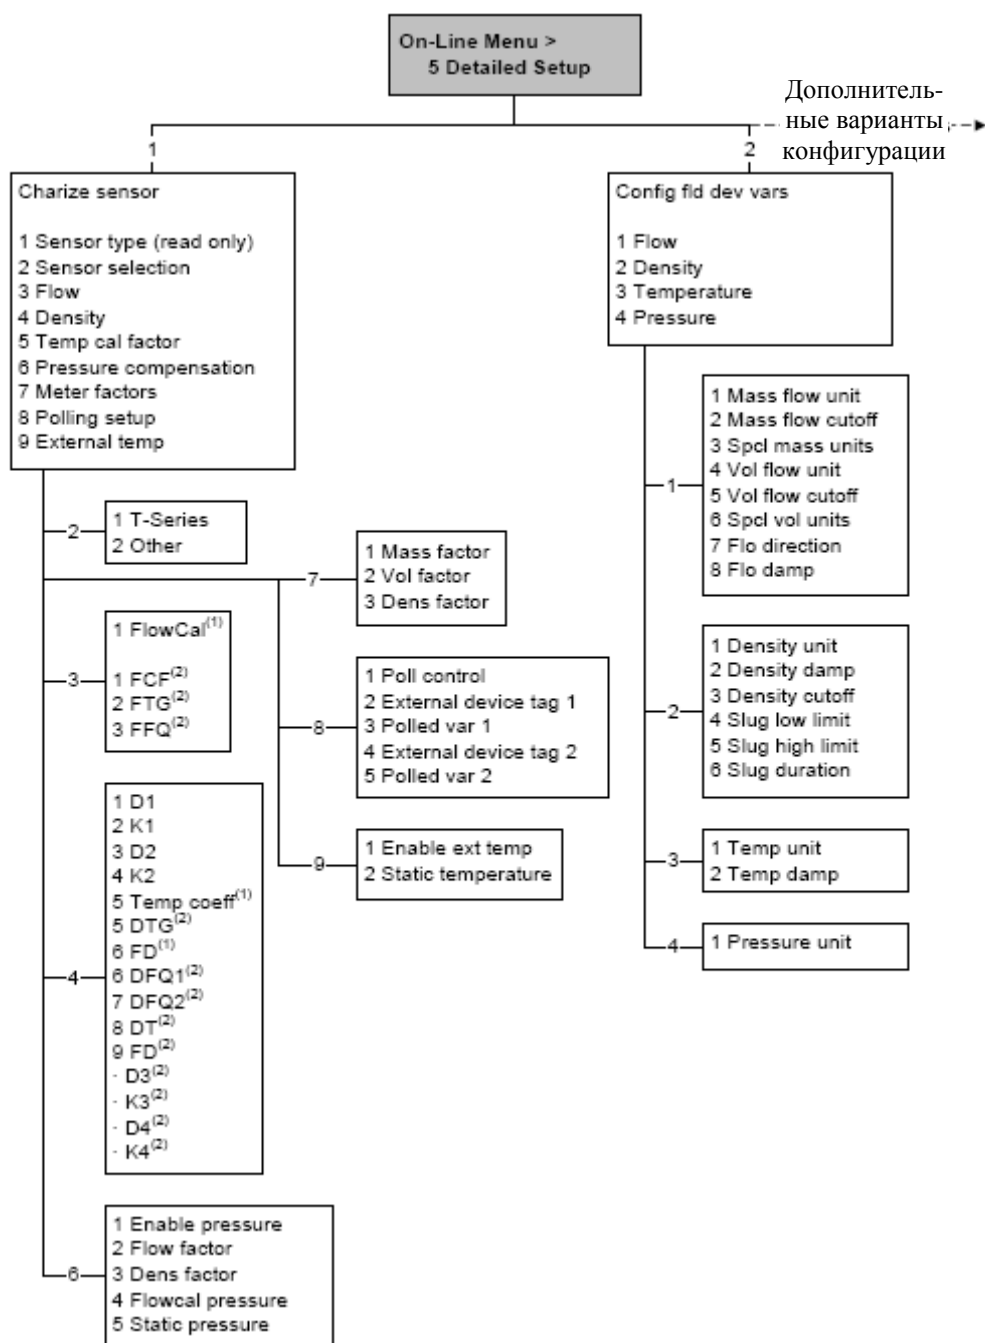 On-Line Menu >
5 Detailed Setup
Дополнитель-
ные варианты
конфигурации
1
2
Charize sensor
1 Sensor type (read only)
2 Sensor selection
3 Flow
4 Density
5 Temp cal factor
6 Pressure compensation
7 Meter factors
8 Polling setup
9 External temp
Config fld dev vars
1 Flow
2 Density
3 Temperature
4 Pressure
2
1 T-Series
2 Other
7
1 Mass factor
2 Vol factor
3 Dens factor
3
1 FlowCal(1)
1 FCF(2)
2 FTG(2)
3 FFQ(2)
8
1 Poll control
2 External device tag 1
3 Polled var 1
4 External device tag 2
5 Polled var 2
9
1 Enable ext temp
2 Static temperature
4
1 D1
2 K1
3 D2
4 K2
5 Temp coeff(1)
5 DTG(2)
6 FD(1)
6 DFQ1(2)
7 DFQ2(2)
8 DT(2)
9 FD(2)
· D3(2)
· K3(2)
· D4(2)
· K4(2)
6
1 Enable pressure
2 Flow factor
3 Dens factor
4 Flowcal pressure
5 Static pressure
1
1 Mass flow unit
2 Mass flow cutoff
3 Spcl mass units
4 Vol flow unit
5 Vol flow cutoff
6 Spcl vol units
7 Flo direction
8 Flo damp
2
1 Density unit
2 Density damp
3 Density cutoff
4 Slug low limit
5 Slug high limit
6 Slug duration
3
1 Temp unit
2 Temp damp
4
1 Pressure unit